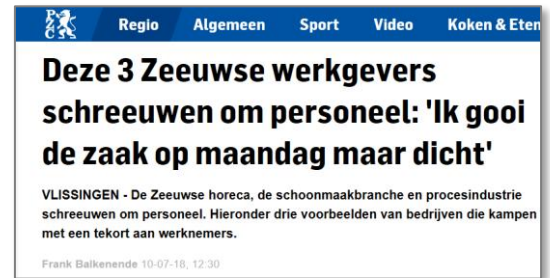 PZC
Regio Algemeen Sport Video Koken & Eten
Deze 3 Zeeuwse werkgevers
schreeuwen om personeel: 'Ik gooi
de zaak op maandag maar dicht'
VLISSINGEN - De Zeeuwse horeca, de schoonmaakbranche en procesindustrie
schreeuwen om personeel. Hieronder drie voorbeelden van bedrijven die kampen
met een tekort aan werknemers.
Frank Balkenende 10-07-18, 12:30